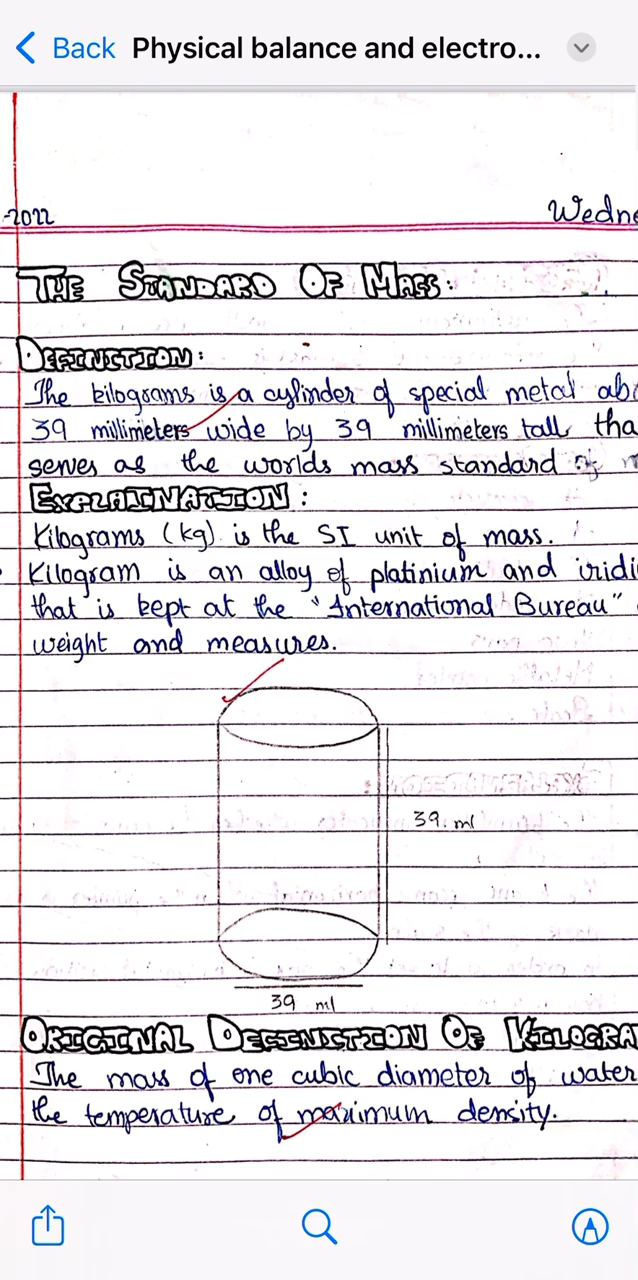 Back Physical balance and electro...
-2022 Wedne
THE STANDARD OF MASS:
DEFINITION:
The kilograms is a cylinder of special metal abo
39 millimeters wide by 39 millimeters tall tha
serves as the worlds mass standard of m
EXPLAINATION:
Kilograms (kg) is the SI unit of mass.
Kilogram is an alloy of platinium and iridi
that is kept at the "International Bureau"
weight and measures.
39 ml
39 ml
ORIGINAL DEFINITION OF KILOGRA
The mass of one cubic diameter of water
the temperature of maximum density.